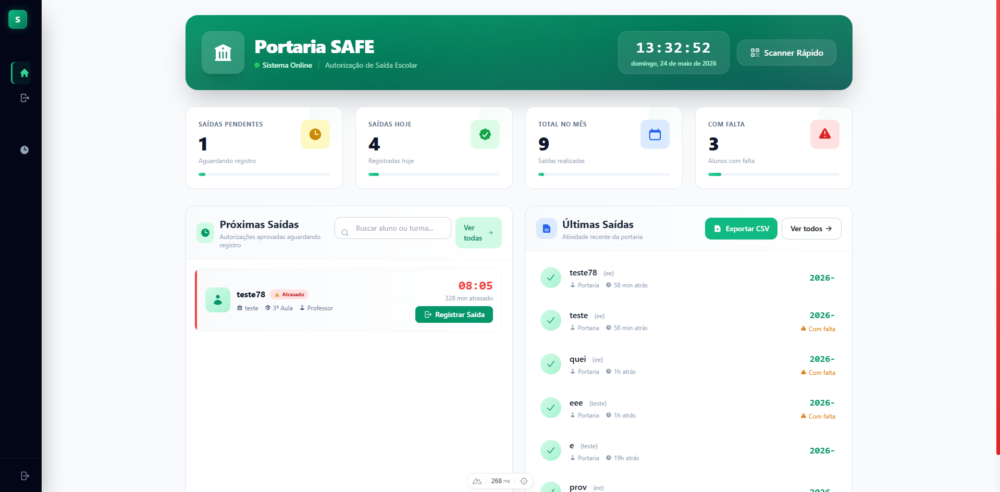 S
Portaria SAFE
Sistema Online
Autorização de Saída Escolar
13:32:52
domingo, 24 de maio de 2026
Scanner Rápido
SAÍDAS PENDENTES
1
Aguardando registro
SAÍDAS HOJE
4
Registradas hoje
TOTAL NO MÊS
9
Saídas realizadas
COM FALTA
3
Alunos com falta
Próximas Saídas
Autorizações aprovadas aguardando
registro
Buscar aluno ou turma...
Ver
todas →
teste78 Atrasado
teste 3ª Aula Professor
08:05
328 min atrasado
Registrar Saída
Últimas Saídas
Atividade recente da portaria
Exportar CSV
Ver todos →
teste78 (ee)
Portaria 58 min atrás
2026-
teste (ee)
Portaria 58 min atrás
2026-
Com falta
quei (ee)
Portaria 1h atrás
2026-
Com falta
eee (teste)
Portaria 1h atrás
2026-
Com falta
e (teste)
Portaria 19h atrás
2026-
prov (ee)
2026-
268 ms